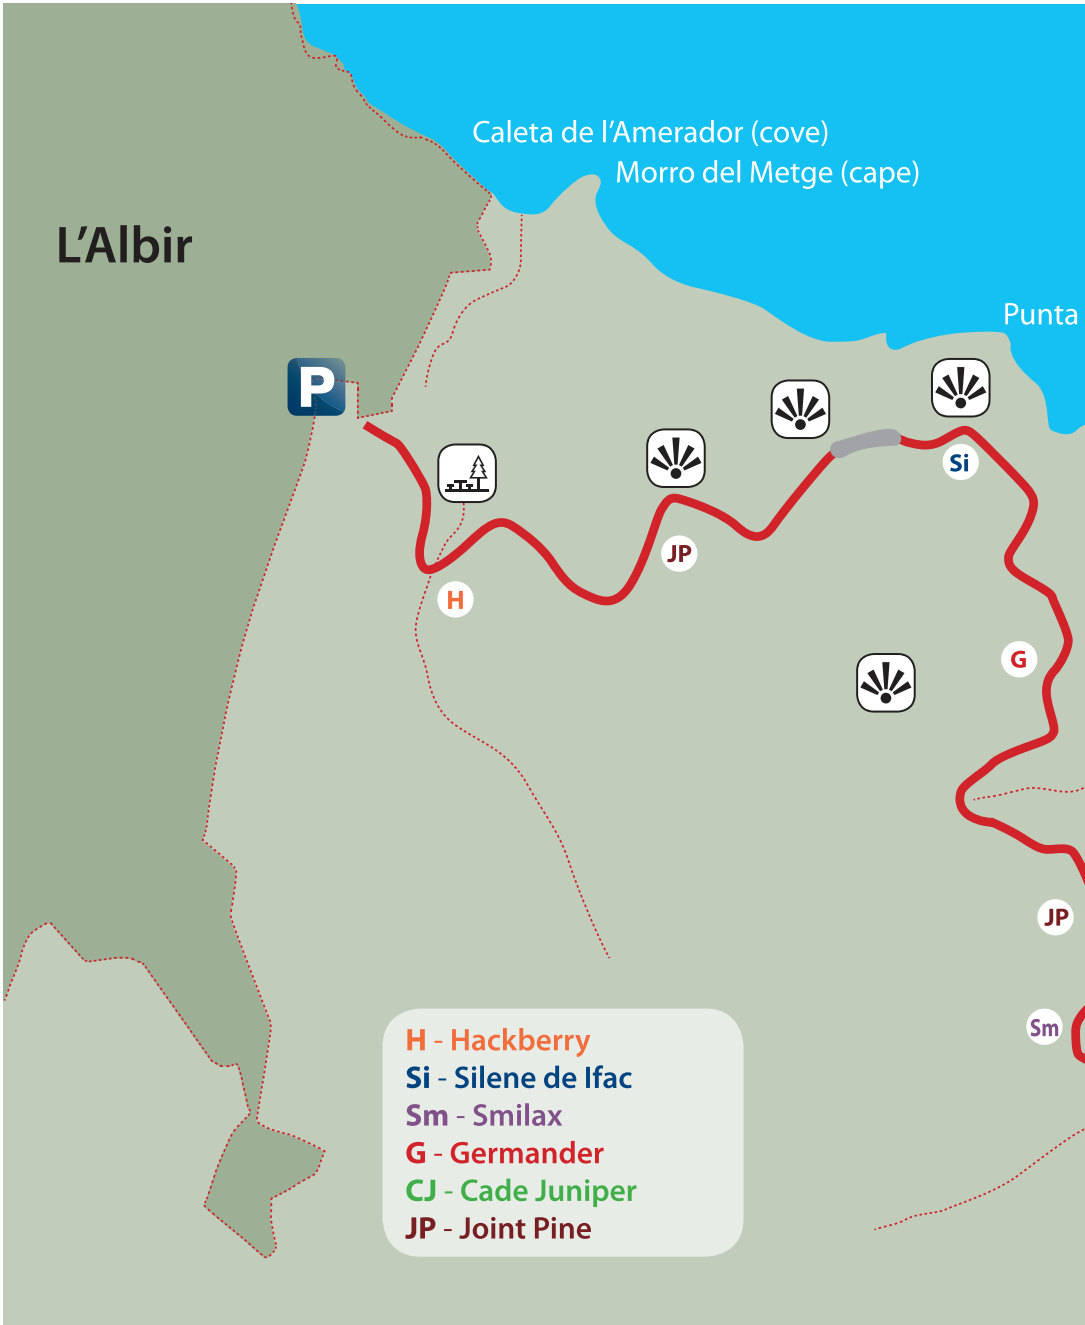 Caleta de l'Amerador (cove)
Morro del Metge (cape)
L'Albir
Punta
P
Si
JP
H
G
JP
Sm
H - Hackberry
Si - Silene de Ifac
Sm - Smilax
G - Germander
CJ - Cade Juniper
JP - Joint Pine